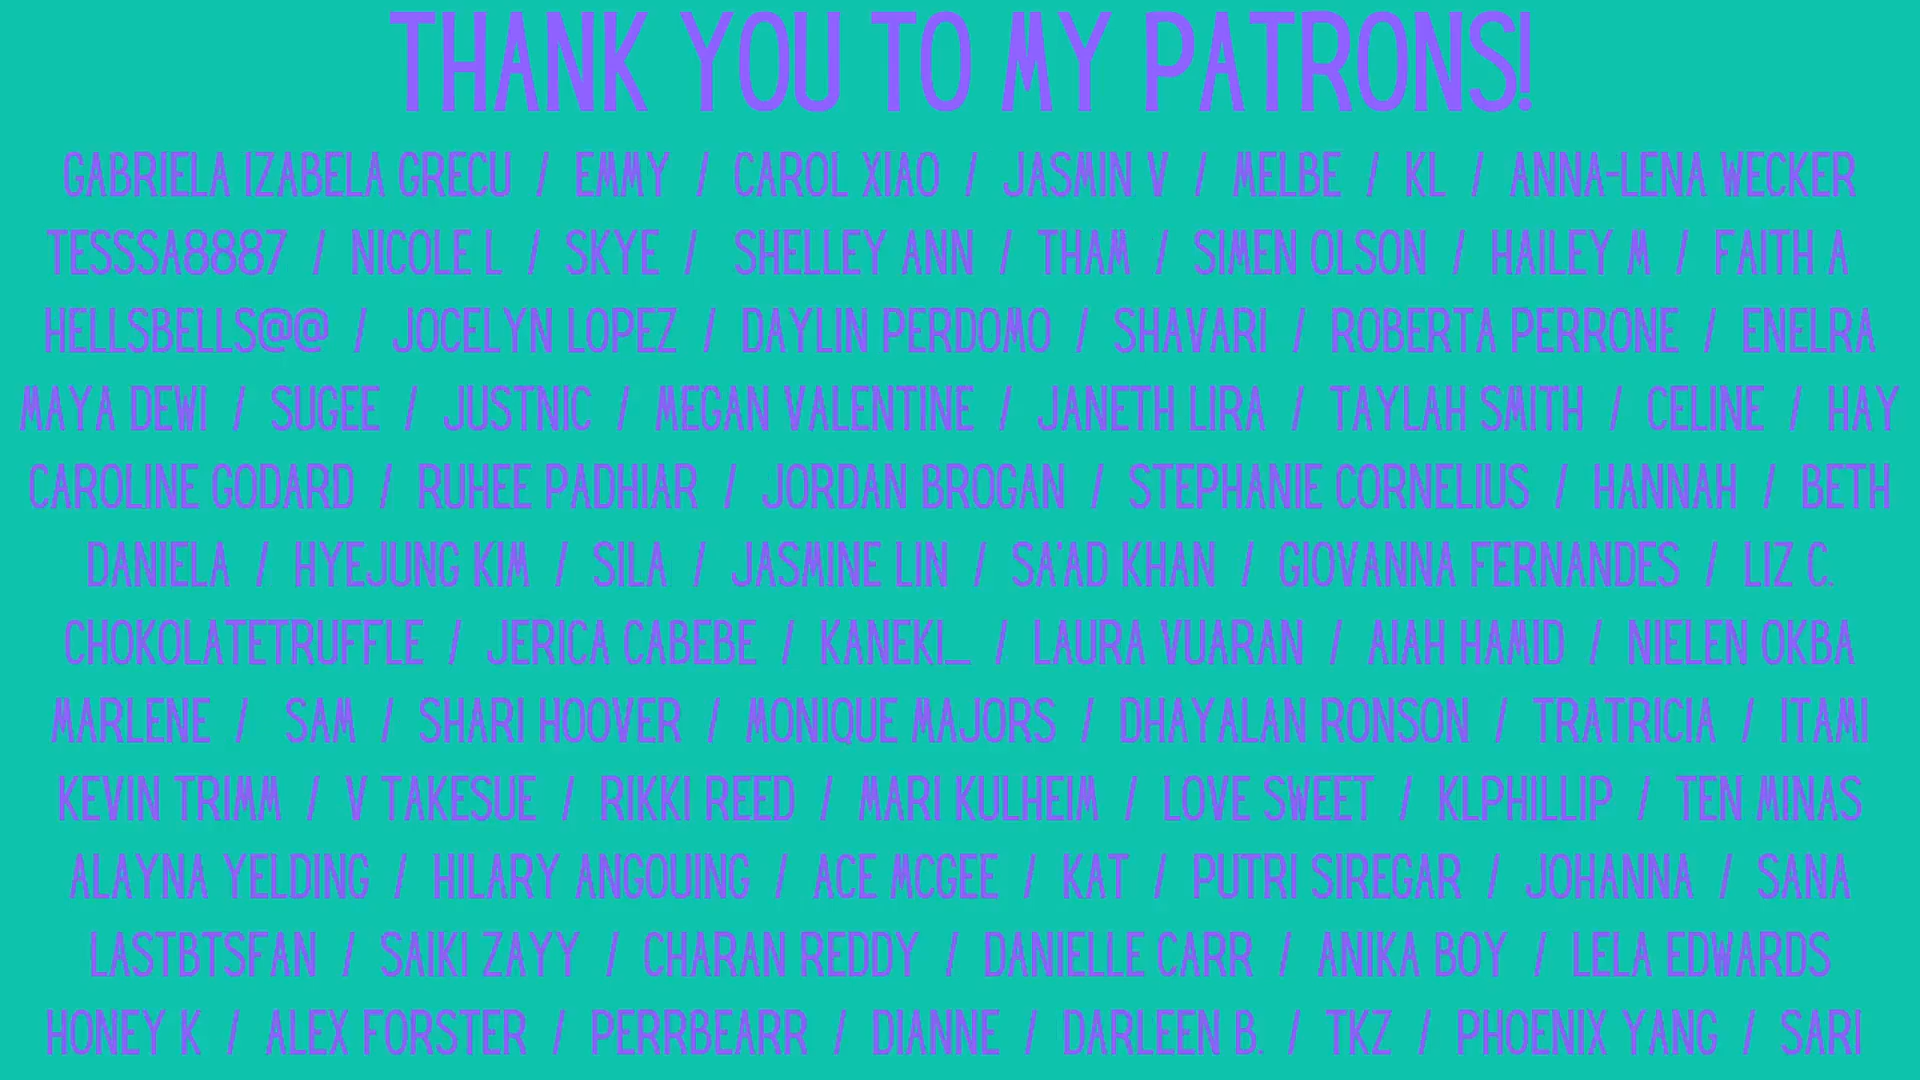 THANK YOU TO MY PATRONS!
GABRIELA IZABELA GRECU / EMMY / CAROL XIAO / JASMIN V / MELBE / KL / ANNA-LENA WECKER
TESSSA8887 / NICOLE L / SKYE / SHELLEY ANN / THAM / SIMEN OLSON / HAILEY M / FAITH A
HELLSBELLS@@ / JOCELYN LOPEZ / DAYLIN PERDOMO / SHAVARI / ROBERTA PERRONE / ENELRA
MAYA DEWI / SUGEE / JUSTNIC / MEGAN VALENTINE / JANETH LIRA / TAYLAH SMITH / CELINE / HAY
CAROLINE GODARD / RUHEE PADHIAR / JORDAN BROGAN / STEPHANIE CORNELIUS / HANNAH / BETH
DANIELA / HYEJUNG KIM / SILA / JASMINE LIN / SA'AD KHAN / GIOVANNA FERNANDES / LIZ C.
CHOKOLATETRUFFLE / JERICA CABEBE / KANEKI_ / LAURA VUARAN / AIAH HAMID / NIELEN OKBA
MARLENE / SAM / SHARI HOOVER / MONIQUE MAJORS / DHAYALAN RONSON / TRATRICIA / ITAMI
KEVIN TRIMM / V TAKESUE / RIKKI REED / MARI KULHEIM / LOVE SWEET / KLPHILLIP / TEN MINAS
ALAYNA YELDING / HILARY ANGOUING / ACE MCGEE / KAT / PUTRI SIREGAR / JOHANNA / SANA
LASTBTSFAN / SAIKI ZAYY / CHARAN REDDY / DANIELLE CARR / ANIKA BOY / LELA EDWARDS
HONEY K / ALEX FORSTER / PERRBEARR / DIANNE / DARLEEN B. / TKZ / PHOENIX YANG / SARI